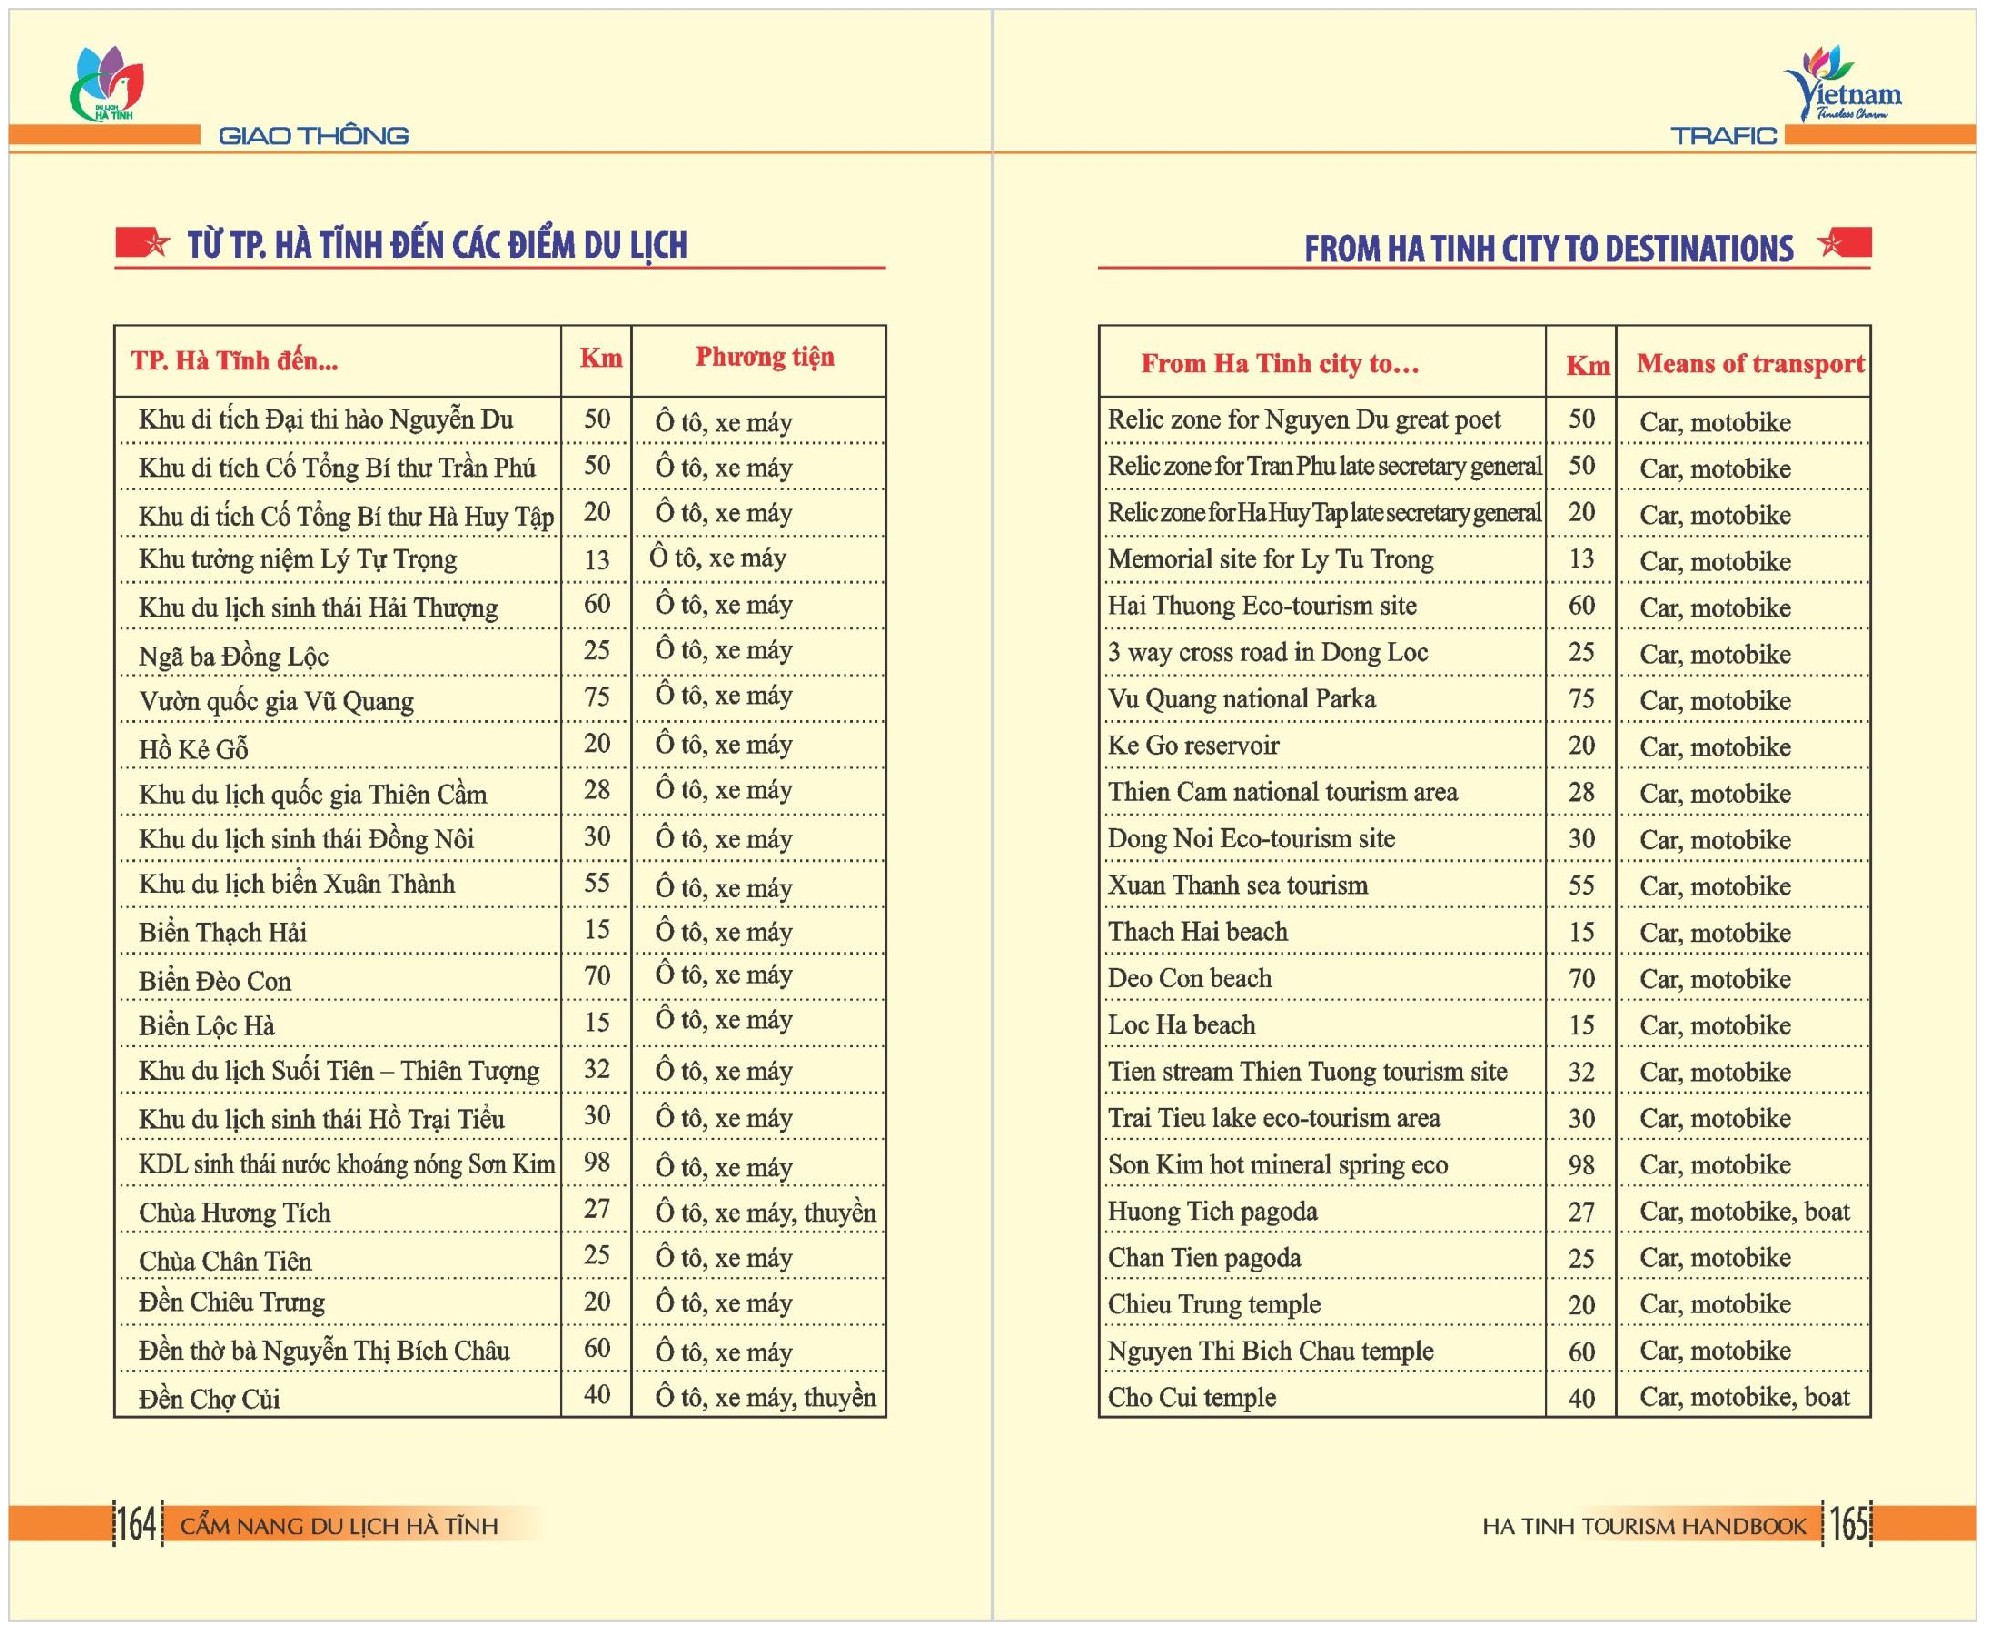 DU LỊCH
HÀ TĨNH
GIAO THÔNG
TỪ TP. HÀ TĨNH ĐẾN CÁC ĐIỂM DU LỊCH
TP. Hà Tĩnh đến... Km Phương tiện
Khu di tích Đại thi hào Nguyễn Du 50 Ô tô, xe máy
Khu di tích Cố Tổng Bí thư Trần Phú 50 Ô tô, xe máy
Khu di tích Cố Tổng Bí thư Hà Huy Tập 20 Ô tô, xe máy
Khu tưởng niệm Lý Tự Trọng 13 Ô tô, xe máy
Khu du lịch sinh thái Hải Thượng 60 Ô tô, xe máy
Ngã ba Đồng Lộc 25 Ô tô, xe máy
Vườn quốc gia Vũ Quang 75 Ô tô, xe máy
Hồ Kẻ Gỗ 20 Ô tô, xe máy
Khu du lịch quốc gia Thiên Cầm 28 Ô tô, xe máy
Khu du lịch sinh thái Đồng Nôi 30 Ô tô, xe máy
Khu du lịch biển Xuân Thành 55 Ô tô, xe máy
Biển Thạch Hải 15 Ô tô, xe máy
Biển Đèo Con 70 Ô tô, xe máy
Biển Lộc Hà 15 Ô tô, xe máy
Khu du lịch Suối Tiên – Thiên Tượng 32 Ô tô, xe máy
Khu du lịch sinh thái Hồ Trại Tiểu 30 Ô tô, xe máy
KDL sinh thái nước khoáng nóng Sơn Kim 98 Ô tô, xe máy
Chùa Hương Tích 27 Ô tô, xe máy, thuyền
Chùa Chân Tiên 25 Ô tô, xe máy
Đền Chiêu Trưng 20 Ô tô, xe máy
Đền thờ bà Nguyễn Thị Bích Châu 60 Ô tô, xe máy
Đền Chợ Củi 40 Ô tô, xe máy, thuyền
164 CẨM NANG DU LỊCH HÀ TĨNH
Vietnam
Timeless Charm
TRAFIC
FROM HA TINH CITY TO DESTINATIONS
From Ha Tinh city to... Km Means of transport
Relic zone for Nguyen Du great poet 50 Car, motobike
Relic zone for Tran Phu late secretary general 50 Car, motobike
Relic zone for Ha Huy Tap late secretary general 20 Car, motobike
Memorial site for Ly Tu Trong 13 Car, motobike
Hai Thuong Eco-tourism site 60 Car, motobike
3 way cross road in Dong Loc 25 Car, motobike
Vu Quang national Parka 75 Car, motobike
Ke Go reservoir 20 Car, motobike
Thien Cam national tourism area 28 Car, motobike
Dong Noi Eco-tourism site 30 Car, motobike
Xuan Thanh sea tourism 55 Car, motobike
Thach Hai beach 15 Car, motobike
Deo Con beach 70 Car, motobike
Loc Ha beach 15 Car, motobike
Tien stream Thien Tuong tourism site 32 Car, motobike
Trai Tieu lake eco-tourism area 30 Car, motobike
Son Kim hot mineral spring eco 98 Car, motobike
Huong Tich pagoda 27 Car, motobike, boat
Chan Tien pagoda 25 Car, motobike
Chieu Trung temple 20 Car, motobike
Nguyen Thi Bich Chau temple 60 Car, motobike
Cho Cui temple 40 Car, motobike, boat
HA TINH TOURISM HANDBOOK 165